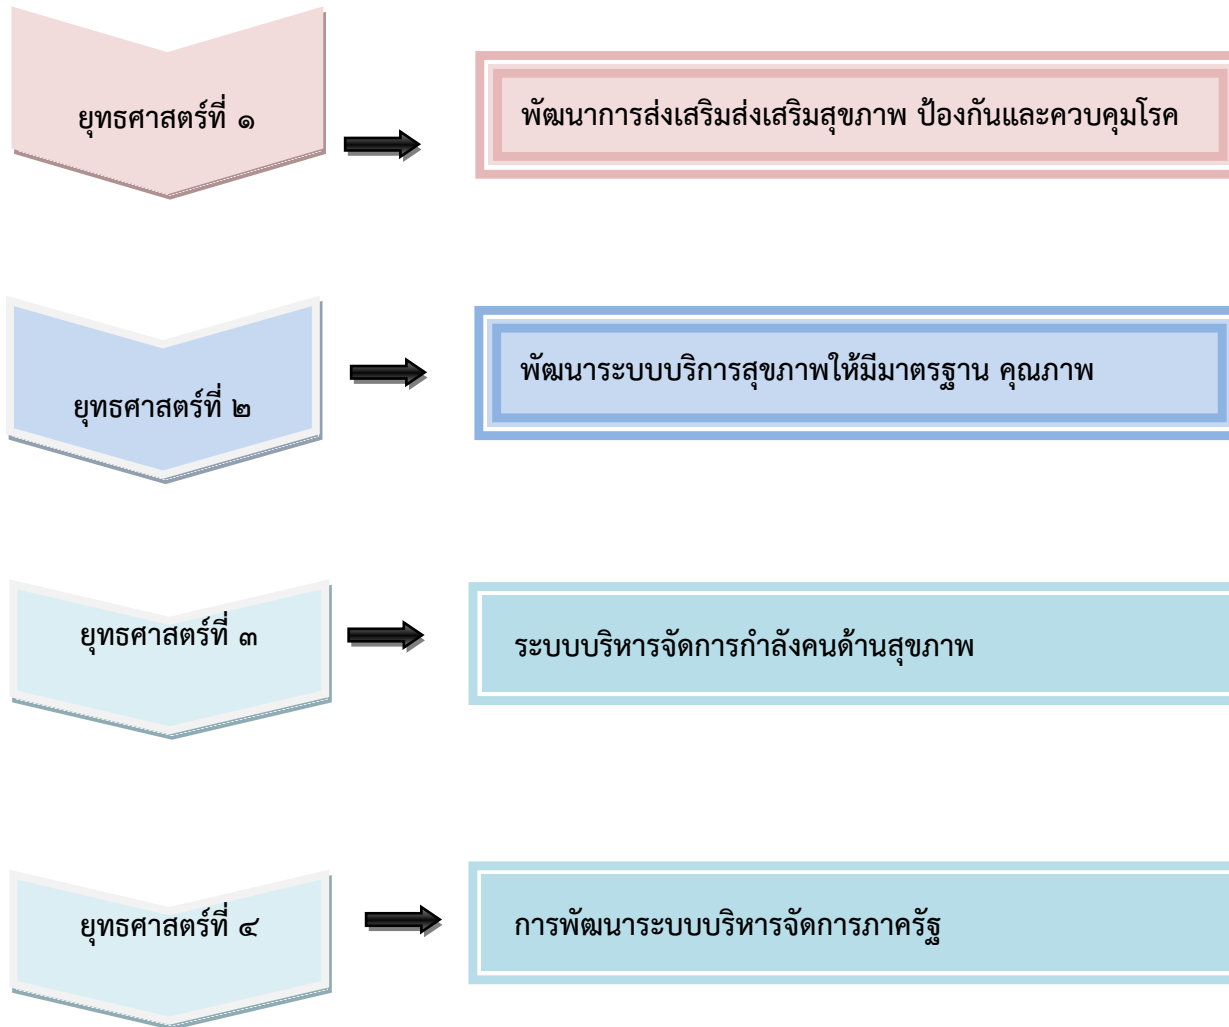 ยุทธศาสตร์ที่ ๑
พัฒนาการส่งเสริมส่งเสริมสุขภาพ ป้องกันและควบคุมโรค
ยุทธศาสตร์ที่ ๒
พัฒนาระบบบริการสุขภาพให้มีมาตรฐาน คุณภาพ
ยุทธศาสตร์ที่ ๓
ระบบบริหารจัดการกำลังคนด้านสุขภาพ
ยุทธศาสตร์ที่ ๔
การพัฒนาระบบบริหารจัดการภาครัฐ